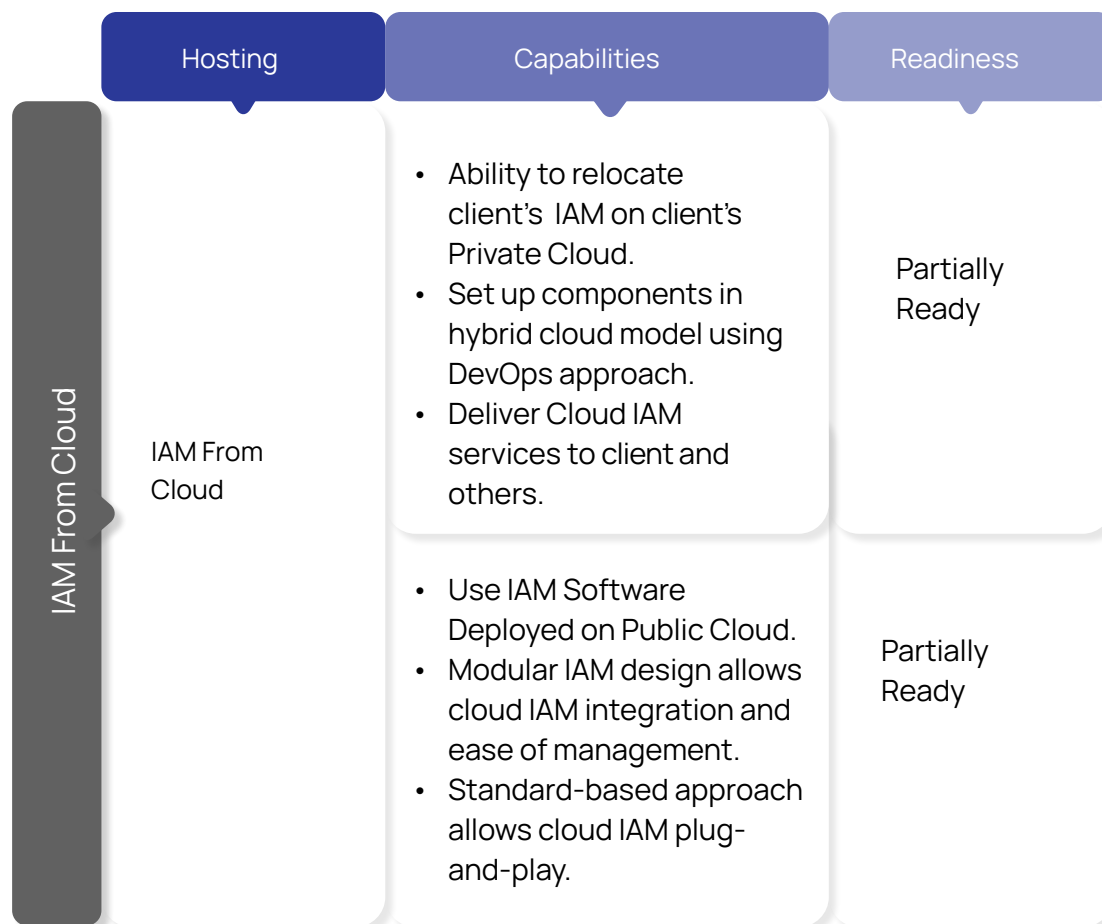 Hosting
Capabilities
Readiness
IAM From Cloud
IAM From
Cloud
• Ability to relocate
client’s IAM on client’s
Private Cloud.
• Set up components in
hybrid cloud model using
DevOps approach.
• Deliver Cloud IAM
services to client and
others.
Partially
Ready
• Use IAM Software
Deployed on Public Cloud.
• Modular IAM design allows
cloud IAM integration and
ease of management.
• Standard-based approach
allows cloud IAM plug-
and-play.
Partially
Ready